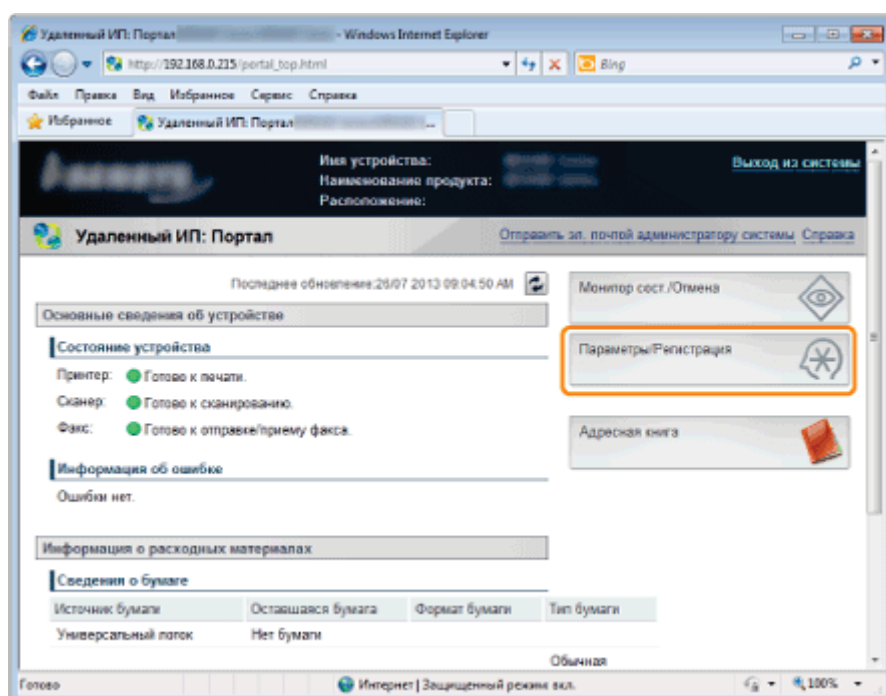 Удаленный ИП: Портал - Windows Internet Explorer
http://192.168.0.215/portal_top.html
Bing
Файл Правка Вид Избранное Сервис Справка
Избранное Удаленный ИП: Портал ...
Имя устройства:
Наименование продукта:
Расположение:
Выход из системы
Удаленный ИП: Портал
Отправить эл. почтой администратору системы Справка
Последнее обновление:26/07 2013 09:04:50 AM
Основные сведения об устройстве
Состояние устройства
Принтер: Готово к печати.
Сканер: Готово к сканированию.
Факс: Готово к отправке/приему факса.
Информация об ошибке
Ошибки нет.
Монитор сост./Отмена
Параметры/Регистрация
Адресная книга
Информация о расходных материалах
Сведения о бумаге
Источник бумаги Оставшаяся бумага Формат бумаги Тип бумаги
Универсальный лоток Нет бумаги
Обычная
Готово Интернет | Защищенный режим: вкл. 100%